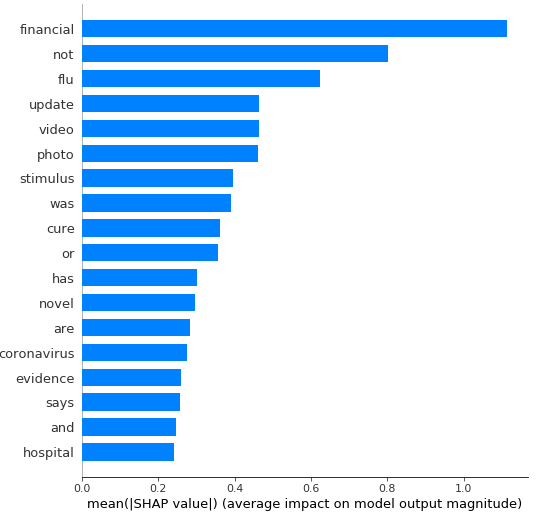 financial
not
flu
update
video
photo
stimulus
was
cure
or
has
novel
are
coronavirus
evidence
says
and
hospital
0.0 0.2 0.4 0.6 0.8 1.0
mean(|SHAP value|) (average impact on model output magnitude)